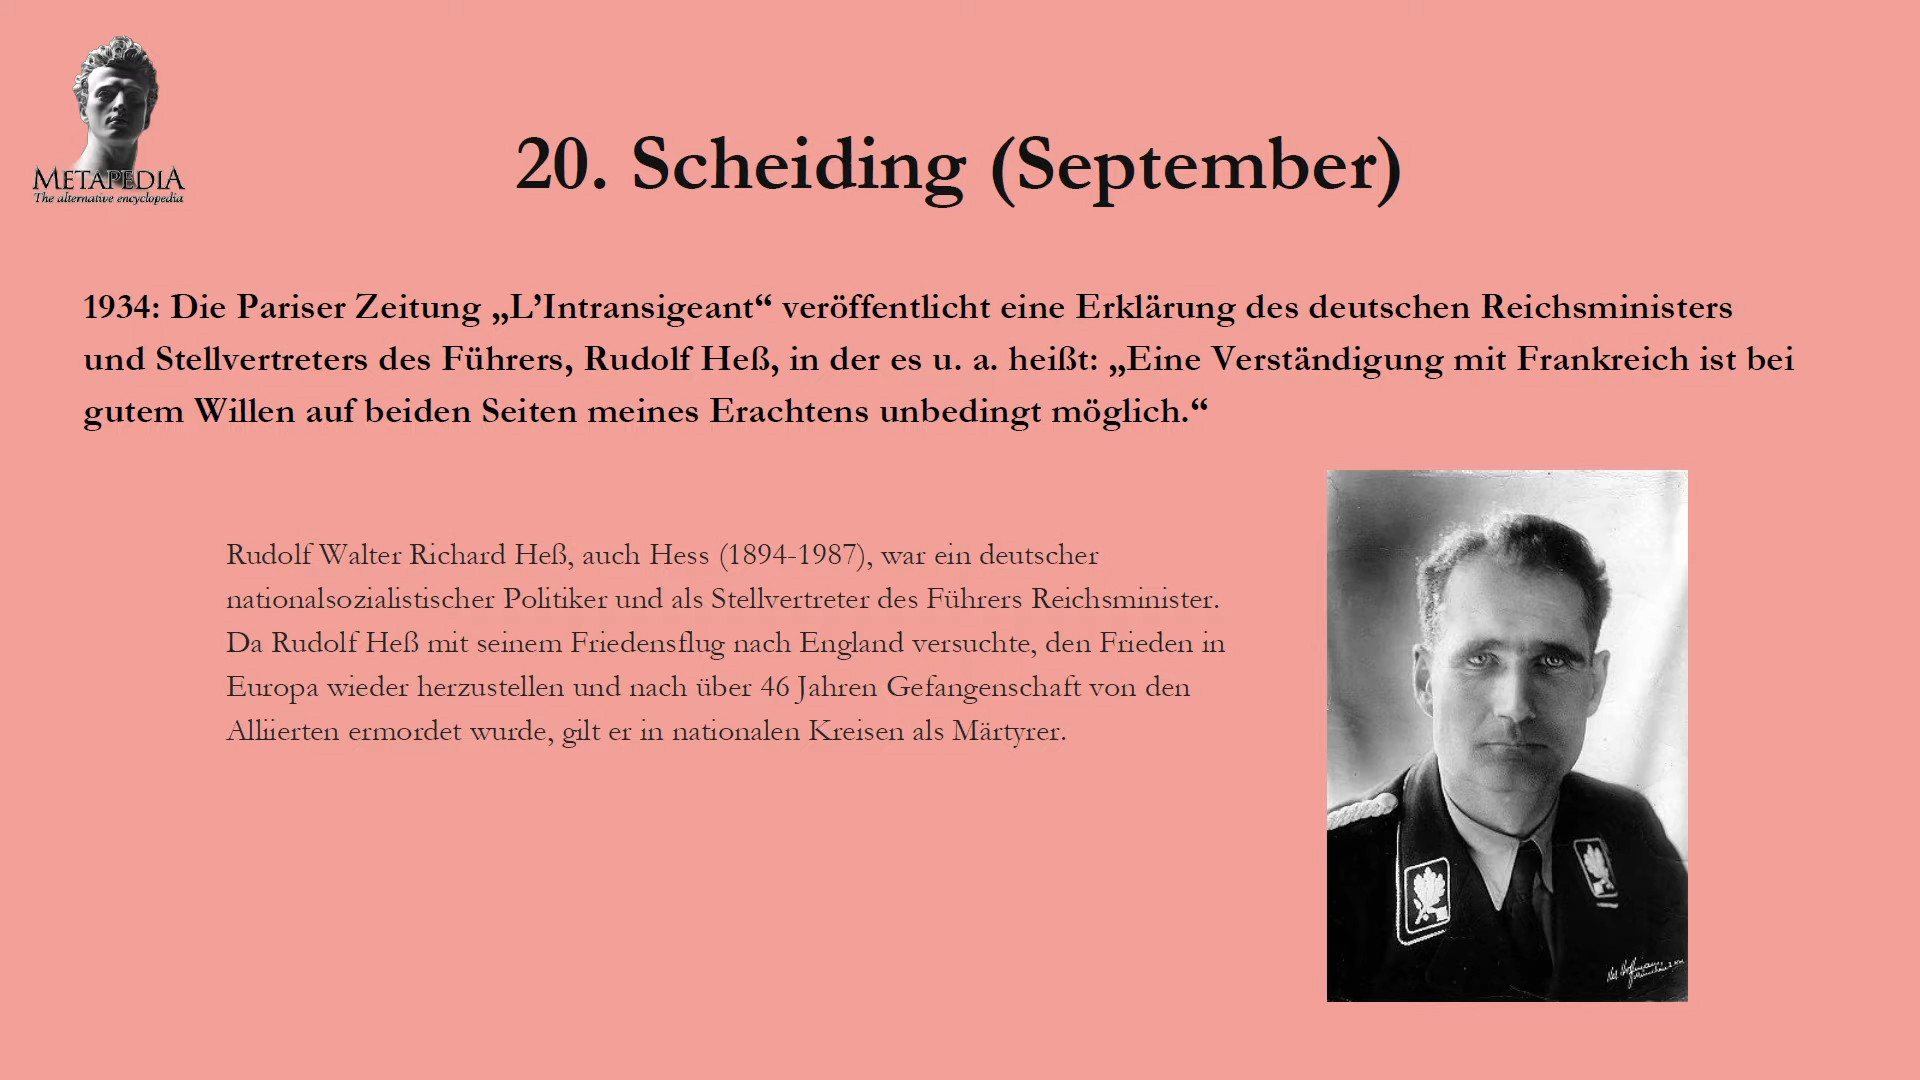 METAPEDIA
The alternative encyclopedia
20. Scheiding (September)
1934: Die Pariser Zeitung „L’Intransigeant“ veröffentlicht eine Erklärung des deutschen Reichsministers
und Stellvertreters des Führers, Rudolf Heß, in der es u. a. heißt: „Eine Verständigung mit Frankreich ist bei
gutem Willen auf beiden Seiten meines Erachtens unbedingt möglich.“
Rudolf Walter Richard Heß, auch Hess (1894-1987), war ein deutscher
nationalsozialistischer Politiker und als Stellvertreter des Führers Reichsminister.
Da Rudolf Heß mit seinem Friedensflug nach England versuchte, den Frieden in
Europa wieder herzustellen und nach über 46 Jahren Gefangenschaft von den
Alliierten ermordet wurde, gilt er in nationalen Kreisen als Märtyrer.